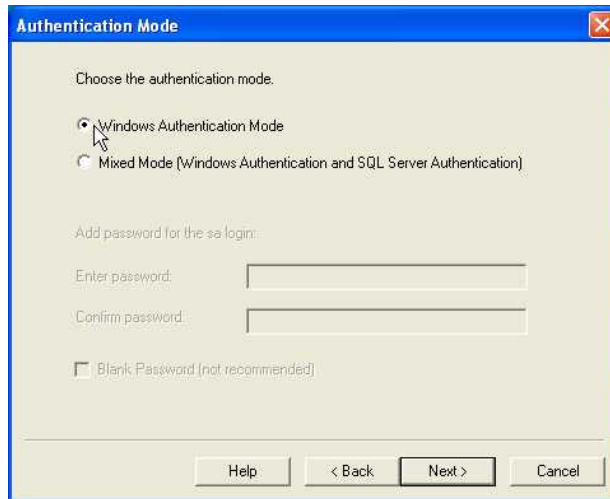 Authentication Mode
Choose the authentication mode.
Windows Authentication Mode
Mixed Mode (Windows Authentication and SQL Server Authentication)
Add password for the sa login:
Enter password:
Confirm password:
Blank Password (not recommended)
Help < Back Next > Cancel